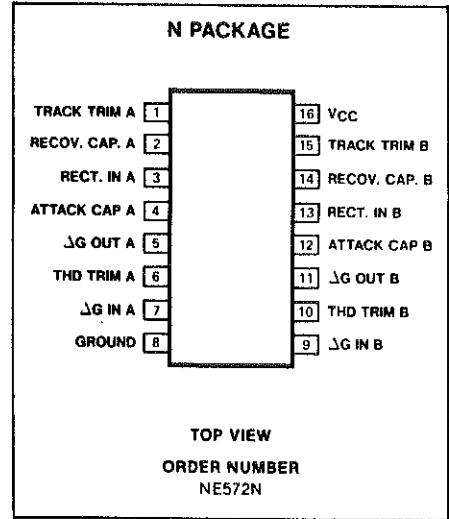 N PACKAGE
TRACK TRIM A 1
RECOV. CAP. A 2
RECT. IN A 3
ATTACK CAP A 4
ΔG OUT A 5
THD TRIM A 6
ΔG IN A 7
GROUND 8
16 VCC
15 TRACK TRIM B
14 RECOV. CAP. B
13 RECT. IN B
12 ATTACK CAP B
11 ΔG OUT B
10 THD TRIM B
9 ΔG IN B
TOP VIEW
ORDER NUMBER
NE572N